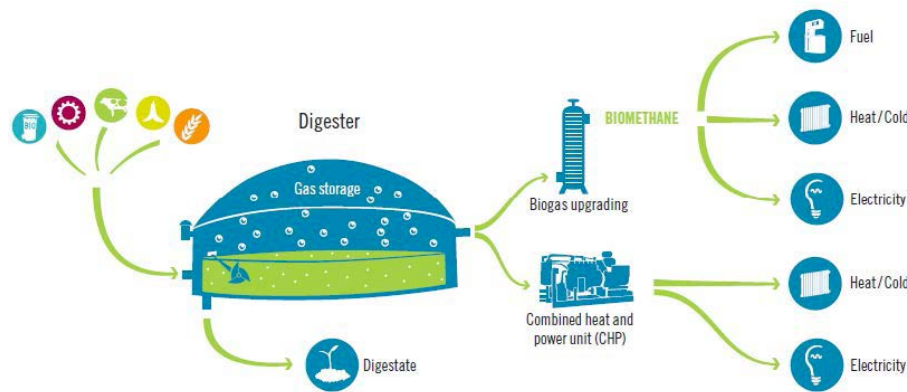 BIO
Digester
Gas storage
Digestate
Biogas upgrading
BIOMETHANE
Combined heat and
power unit (CHP)
Fuel
Heat/Cold
Electricity
Heat/Cold
Electricity